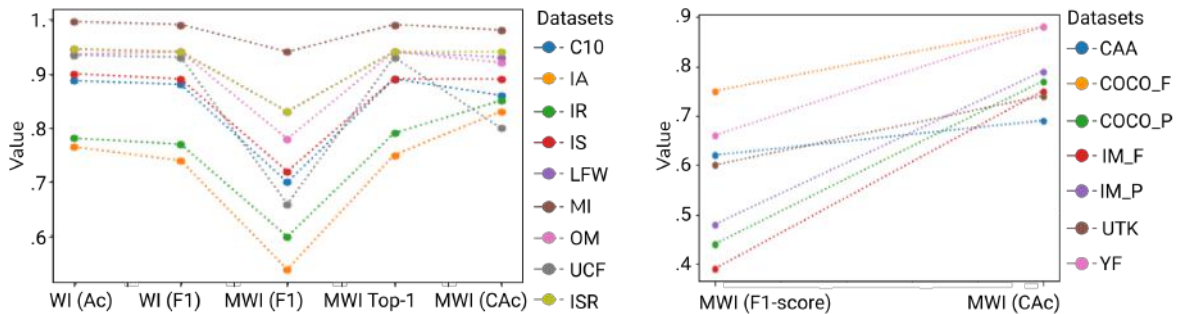 Datasets
C10
IA
IR
IS
LFW
MI
OM
UCF
ISR
Value
1.
.9
.8
.7
.6
WI (Ac) WI (F1) MWI (F1) MWI Top-1 MWI (CAc)
Datasets
CAA
COCO_F
COCO_P
IM_F
IM_P
UTK
YF
Value
.9
.8
.7
.6
.5
.4
MWI (F1-score) MWI (CAc)